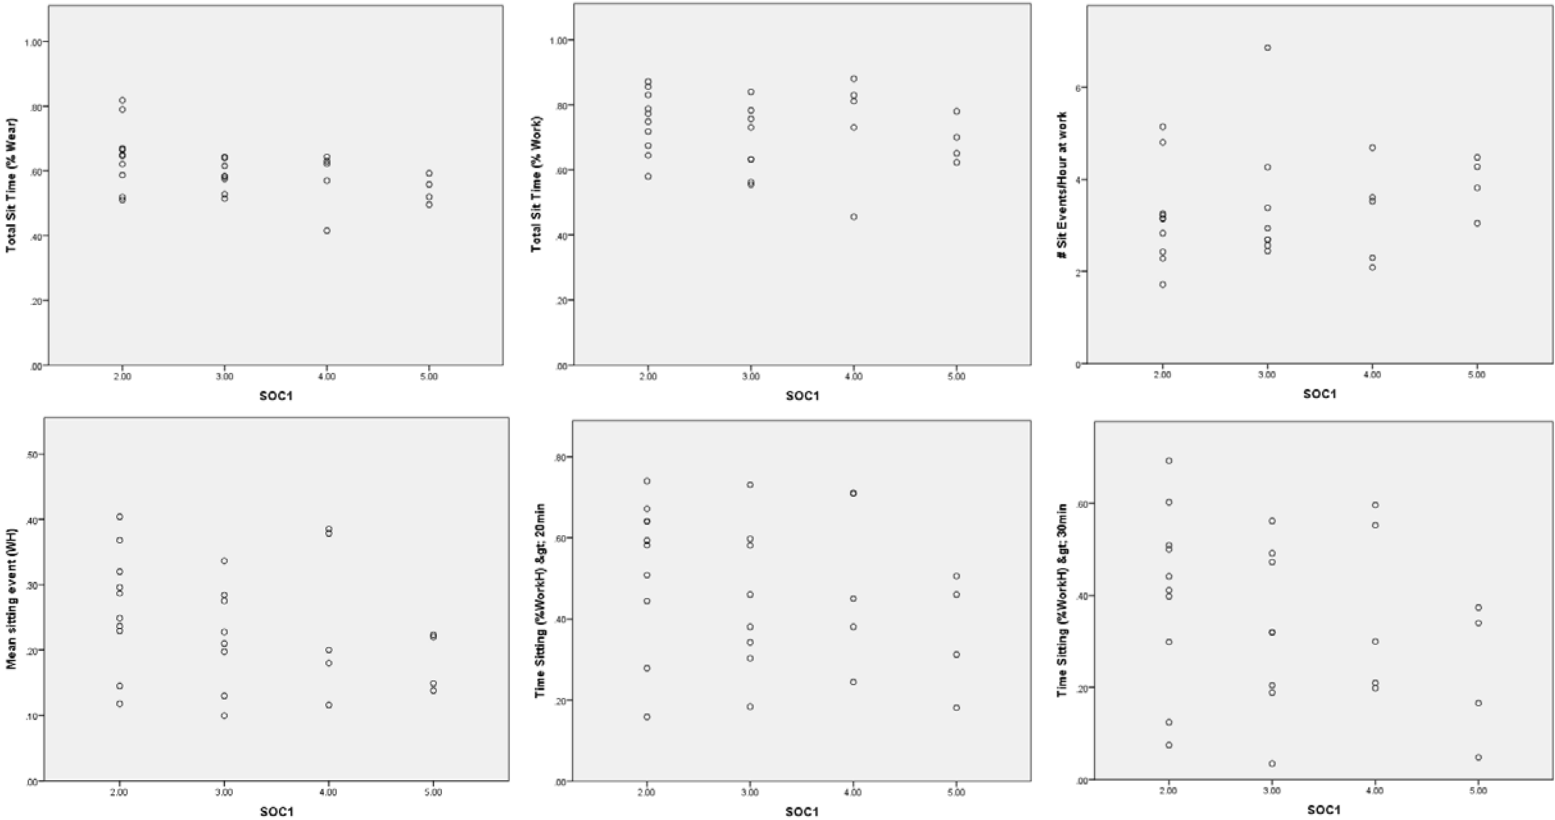 Total Sit Time (% Wear)
1.00
.80
.60
.40
.20
.00
2.00 3.00 4.00 5.00
SOC1
Total Sit Time (% Work)
1.00
.80
.60
.40
.20
.00
2.00 3.00 4.00 5.00
SOC1
# Sit Events/Hour at work
6
4
2
0
2.00 3.00 4.00 5.00
SOC1
Mean sitting event (WH)
.50
.40
.30
.20
.10
.00
2.00 3.00 4.00 5.00
SOC1
Time Sitting (%WorkH) &gt; 20min
.80
.60
.40
.20
.00
2.00 3.00 4.00 5.00
SOC1
Time Sitting (%WorkH) &gt; 30min
.60
.40
.20
.00
2.00 3.00 4.00 5.00
SOC1